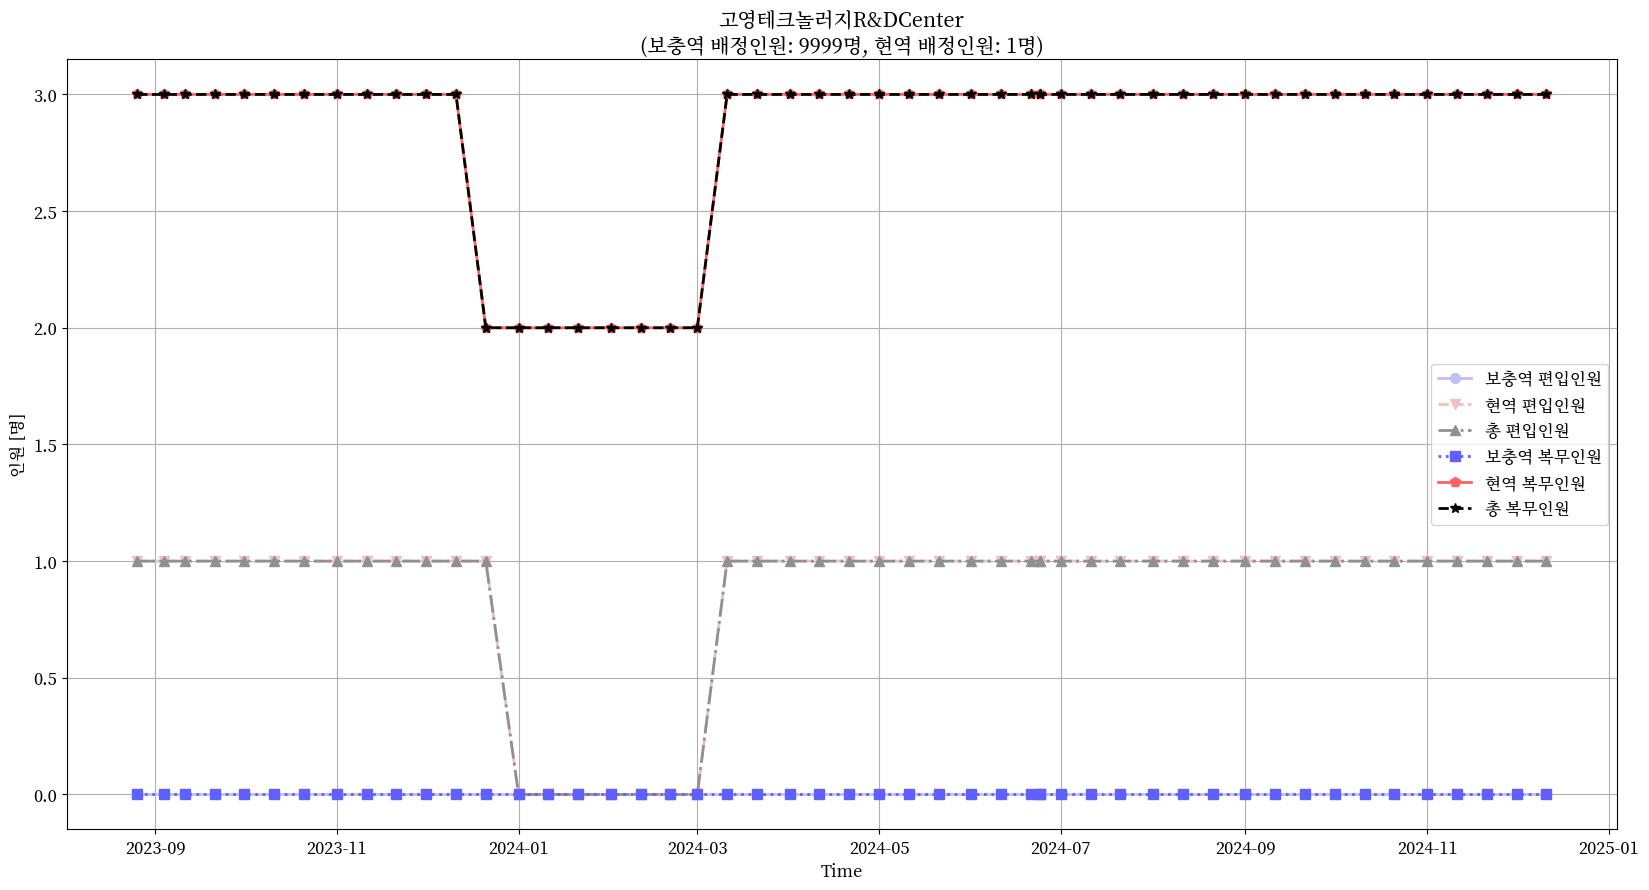 고영테크놀러지R&DCenter
(보충역 배정인원: 9999명, 현역 배정인원: 1명)
3.0
2.5
2.0
1.5
1.0
0.5
0.0
인원 [명]
보충역 편입인원
현역 편입인원
총 편입인원
보충역 복무인원
현역 복무인원
총 복무인원
2023-09
2023-11
2024-01
2024-03
2024-05
2024-07
2024-09
2024-11
2025-01
Time